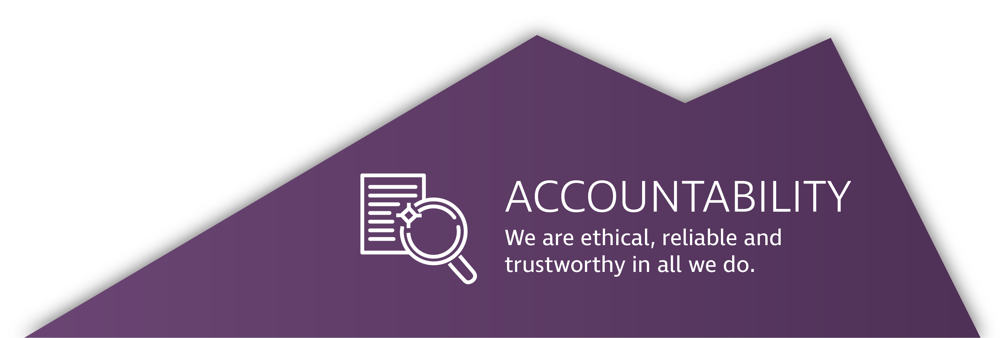 ACCOUNTABILITY
We are ethical, reliable and
trustworthy in all we do.